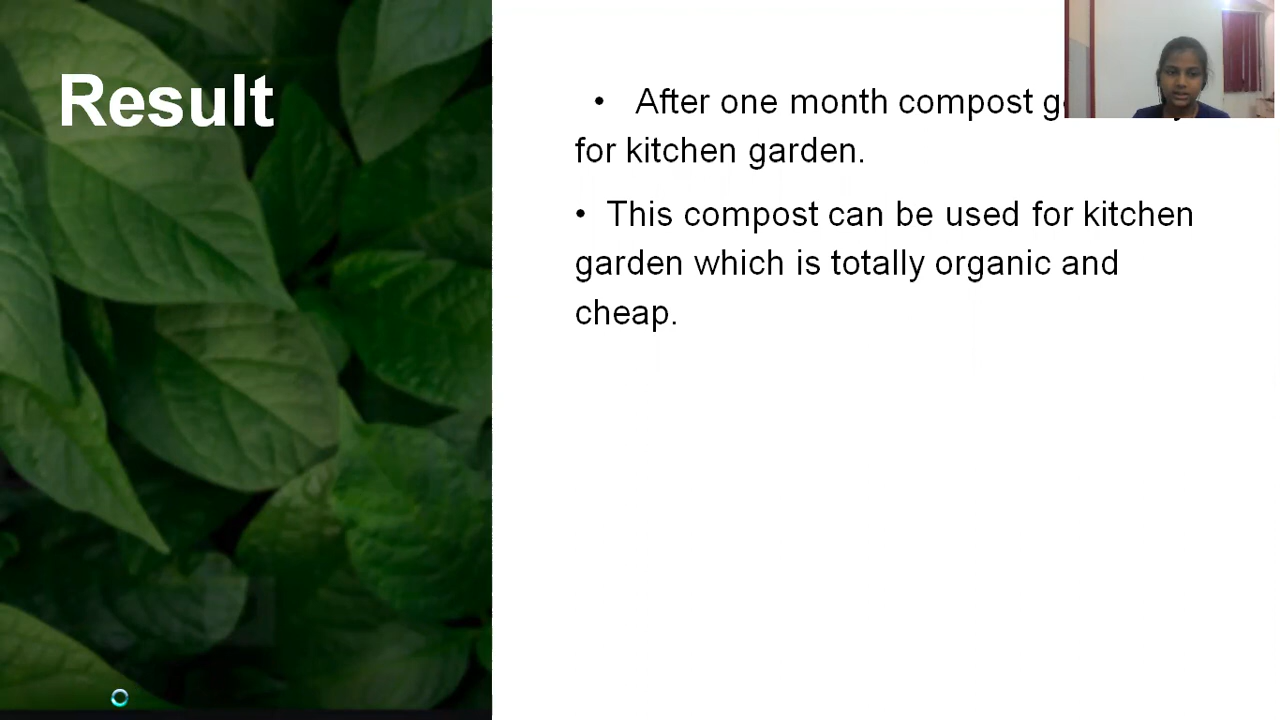 Result
• After one month compost
for kitchen garden.
• This compost can be used for kitchen
garden which is totally organic and
cheap.